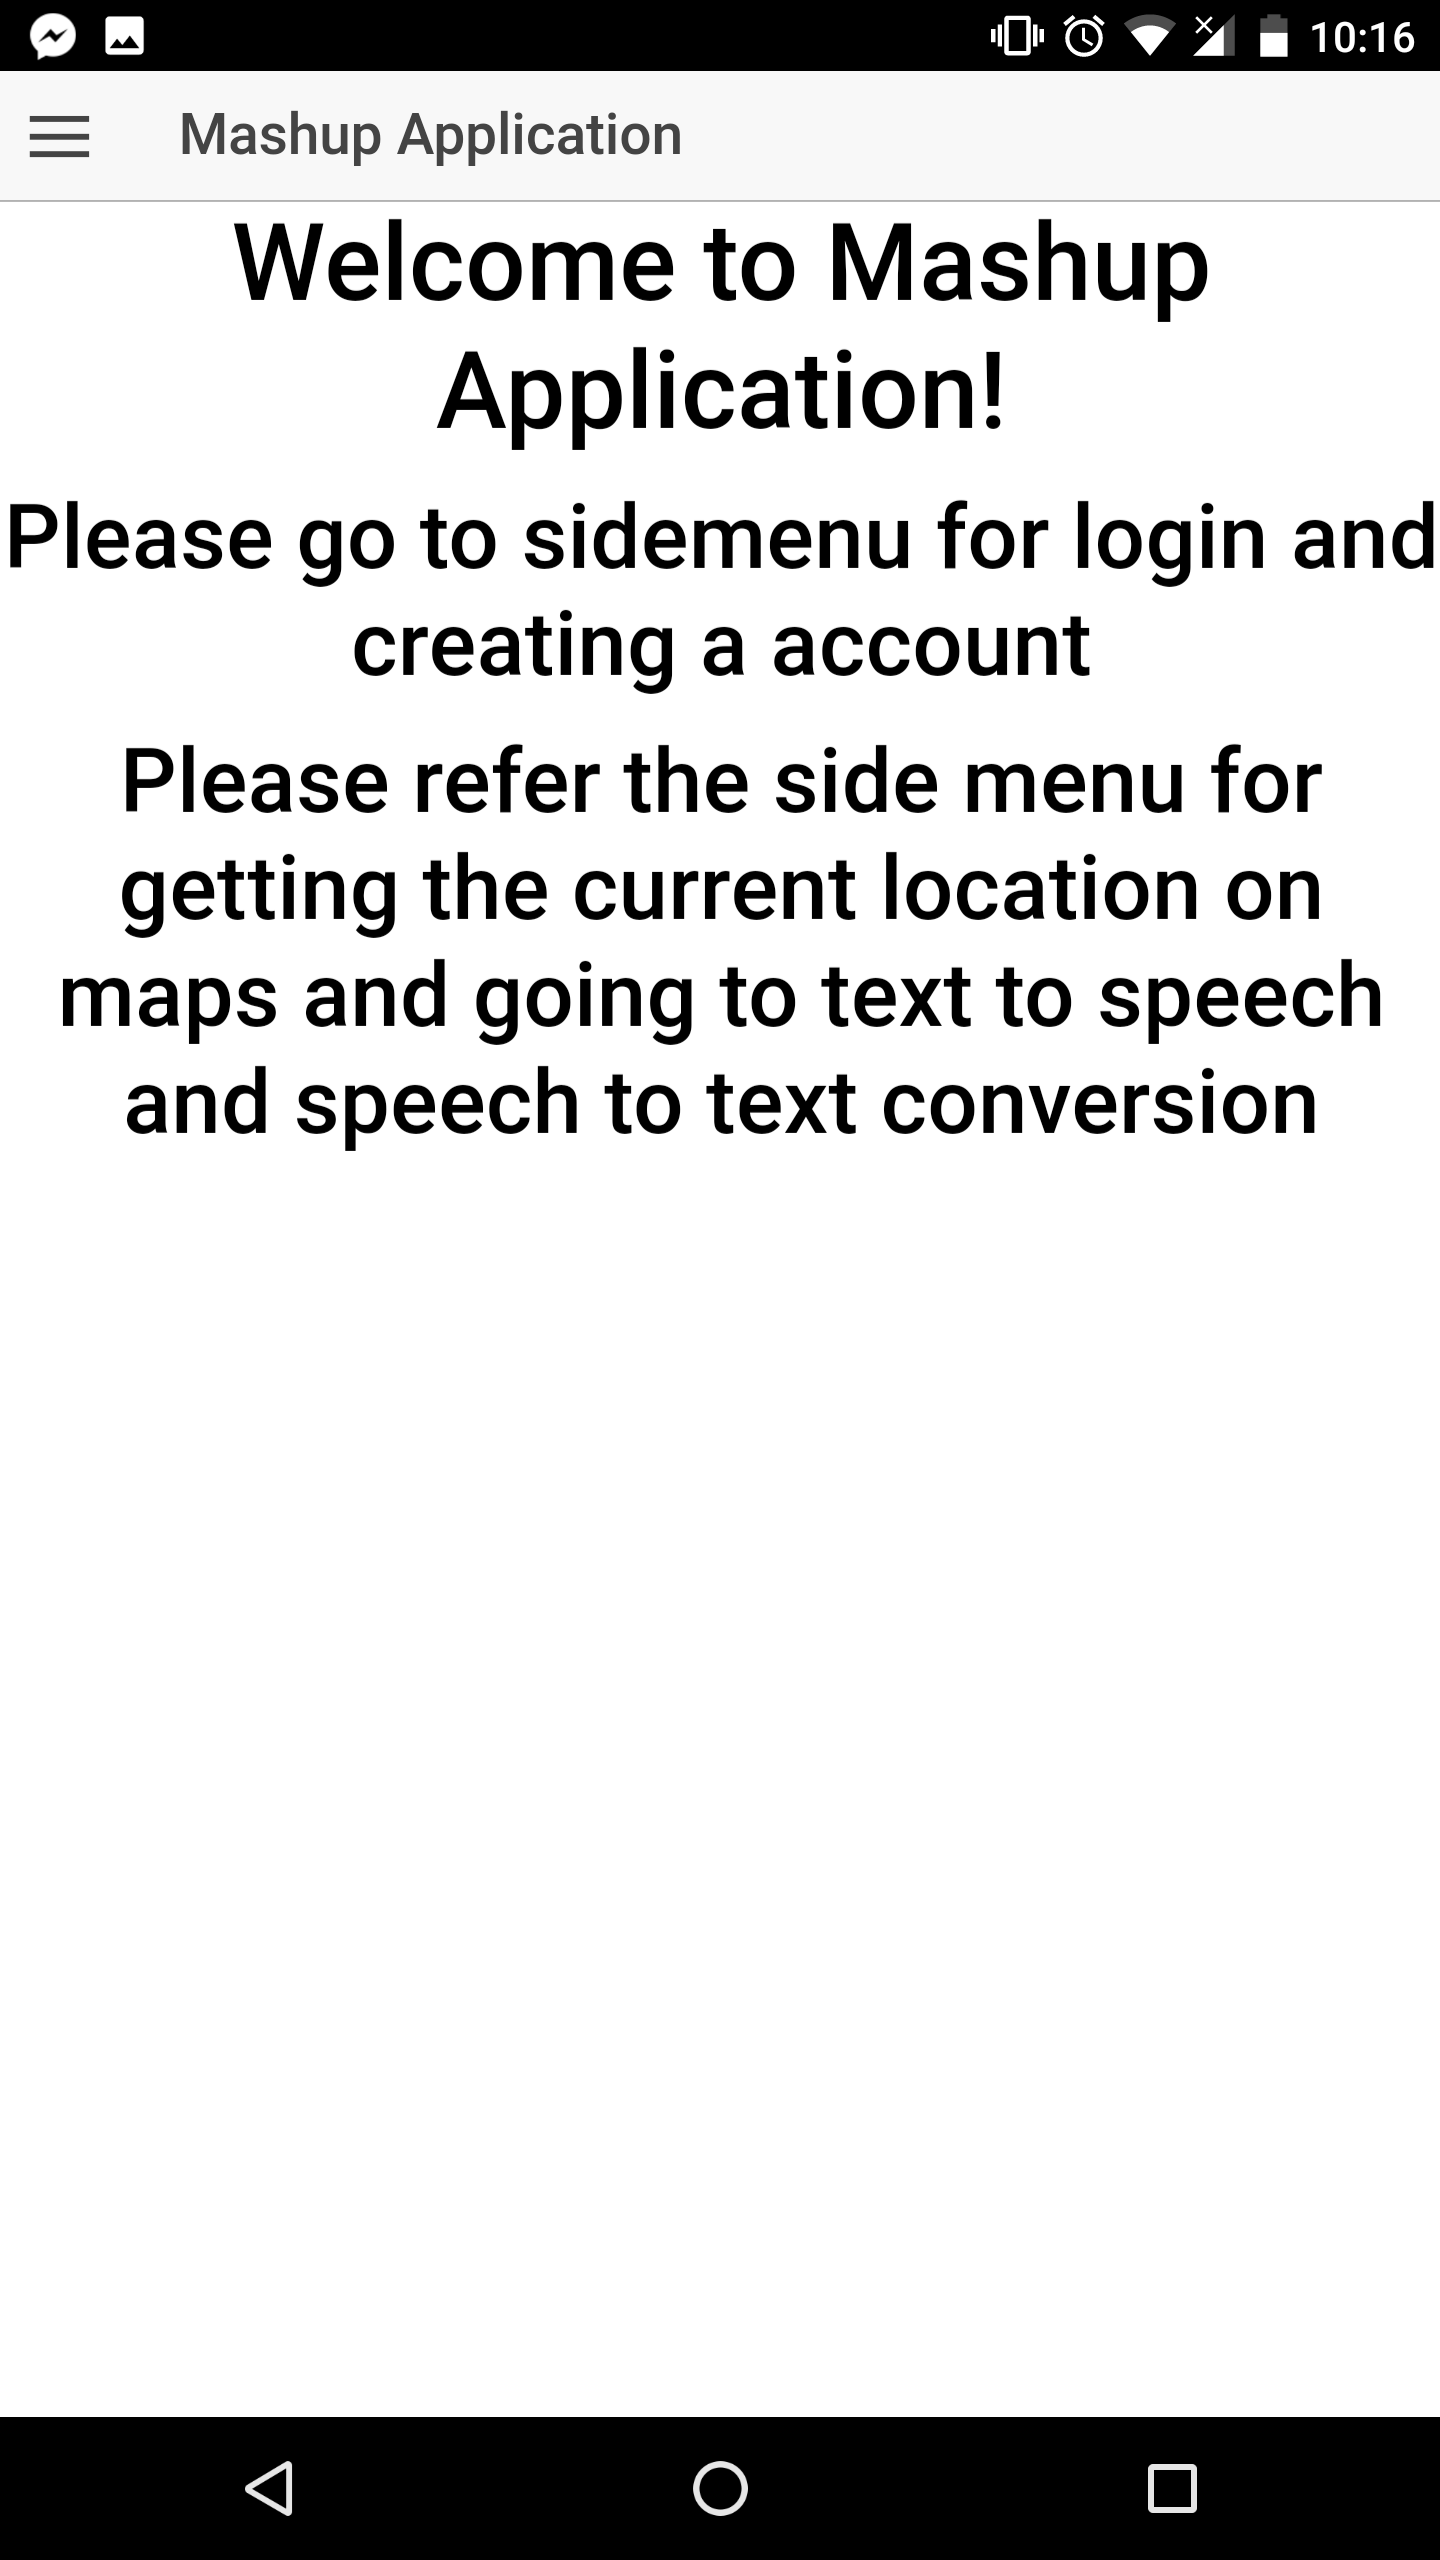 10:16
Mashup Application
Welcome to Mashup
Application!
Please go to sidemenu for login and
creating a account
Please refer the side menu for
getting the current location on
maps and going to text to speech
and speech to text conversion